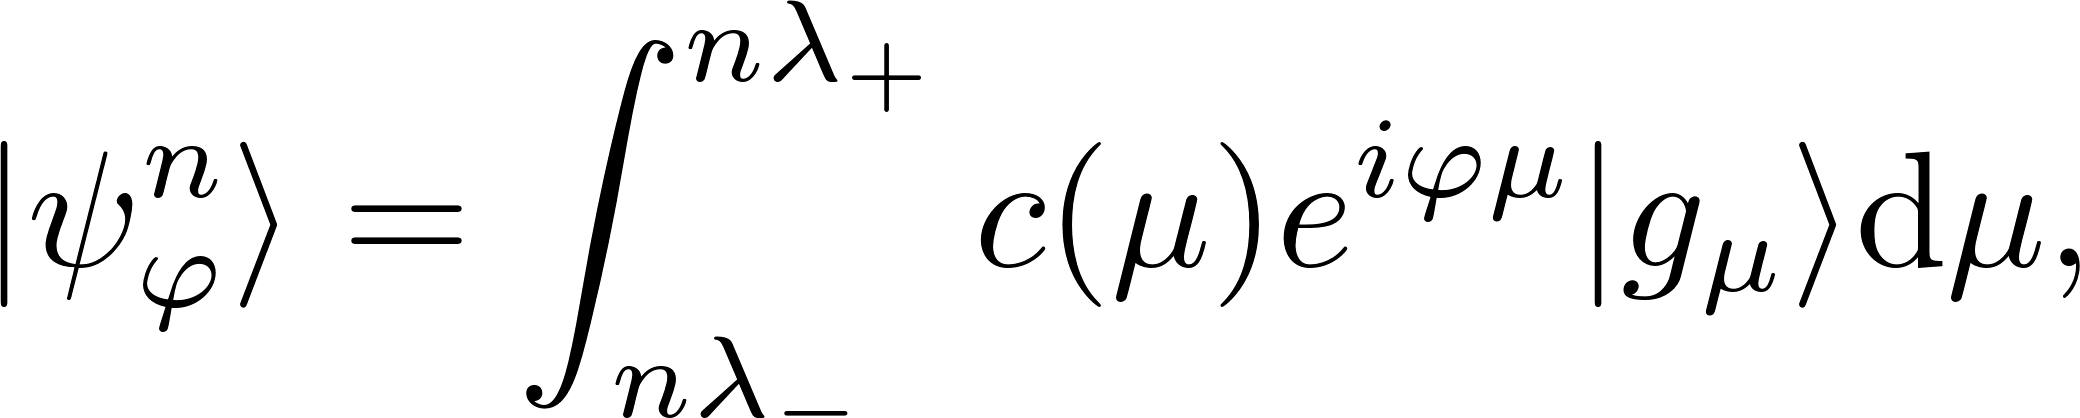 |ψ_φ^n⟩ = ∫_{nλ_-}^{nλ_+} c(μ)e^{iφμ}|g_μ⟩dμ,